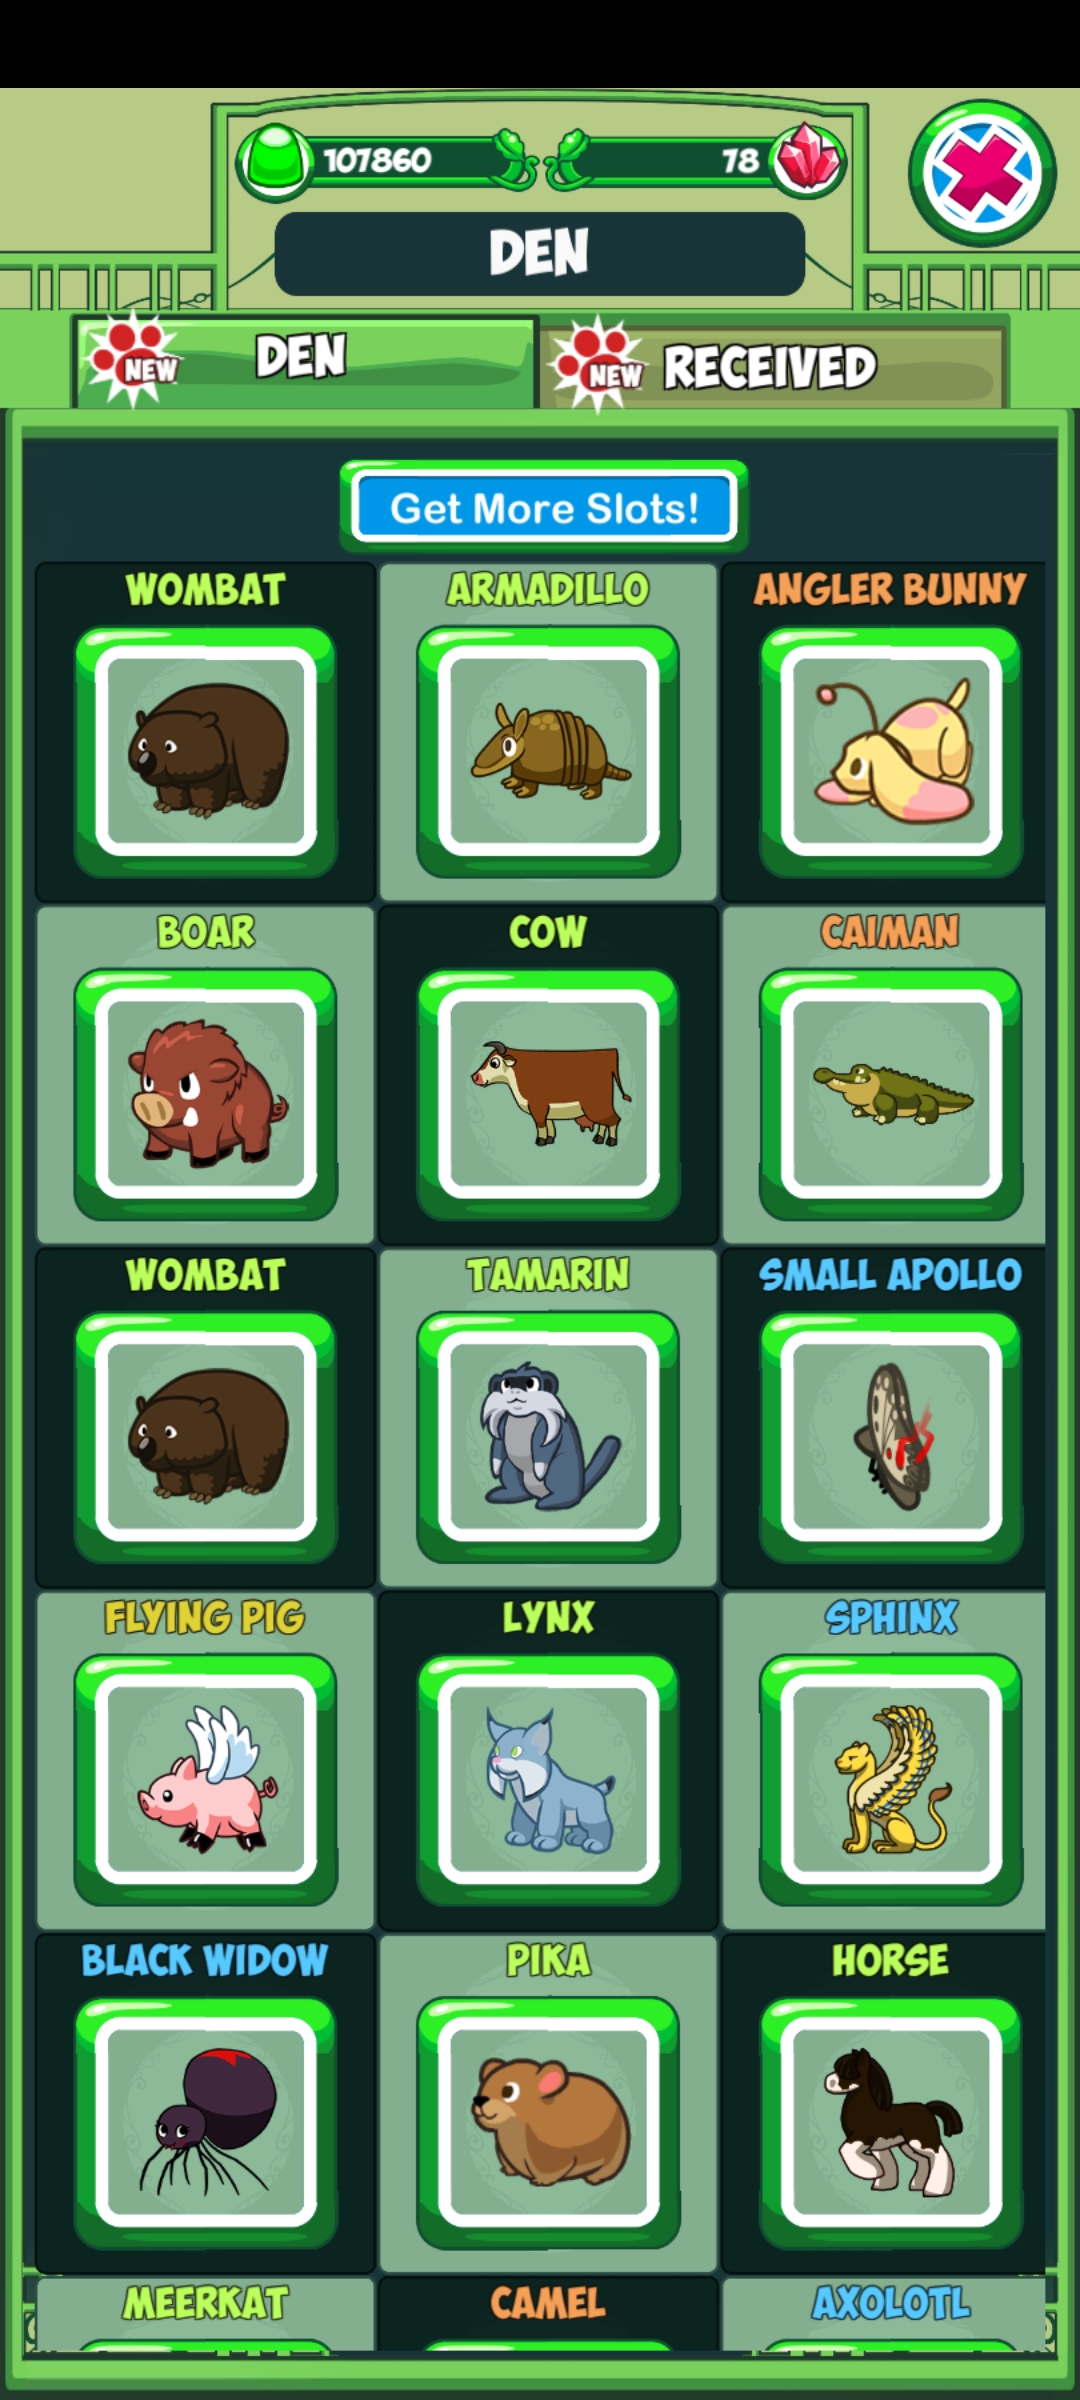 107860
78
DEN
NEW DEN
NEW RECEIVED
Get More Slots!
WOMBAT
ARMADILLO
ANGLER BUNNY
BOAR
COW
CAIMAN
WOMBAT
TAMARIN
SMALL APOLLO
FLYING PIG
LYNX
SPHINX
BLACK WIDOW
PIKA
HORSE
MEERKAT
CAMEL
AXOLOTL